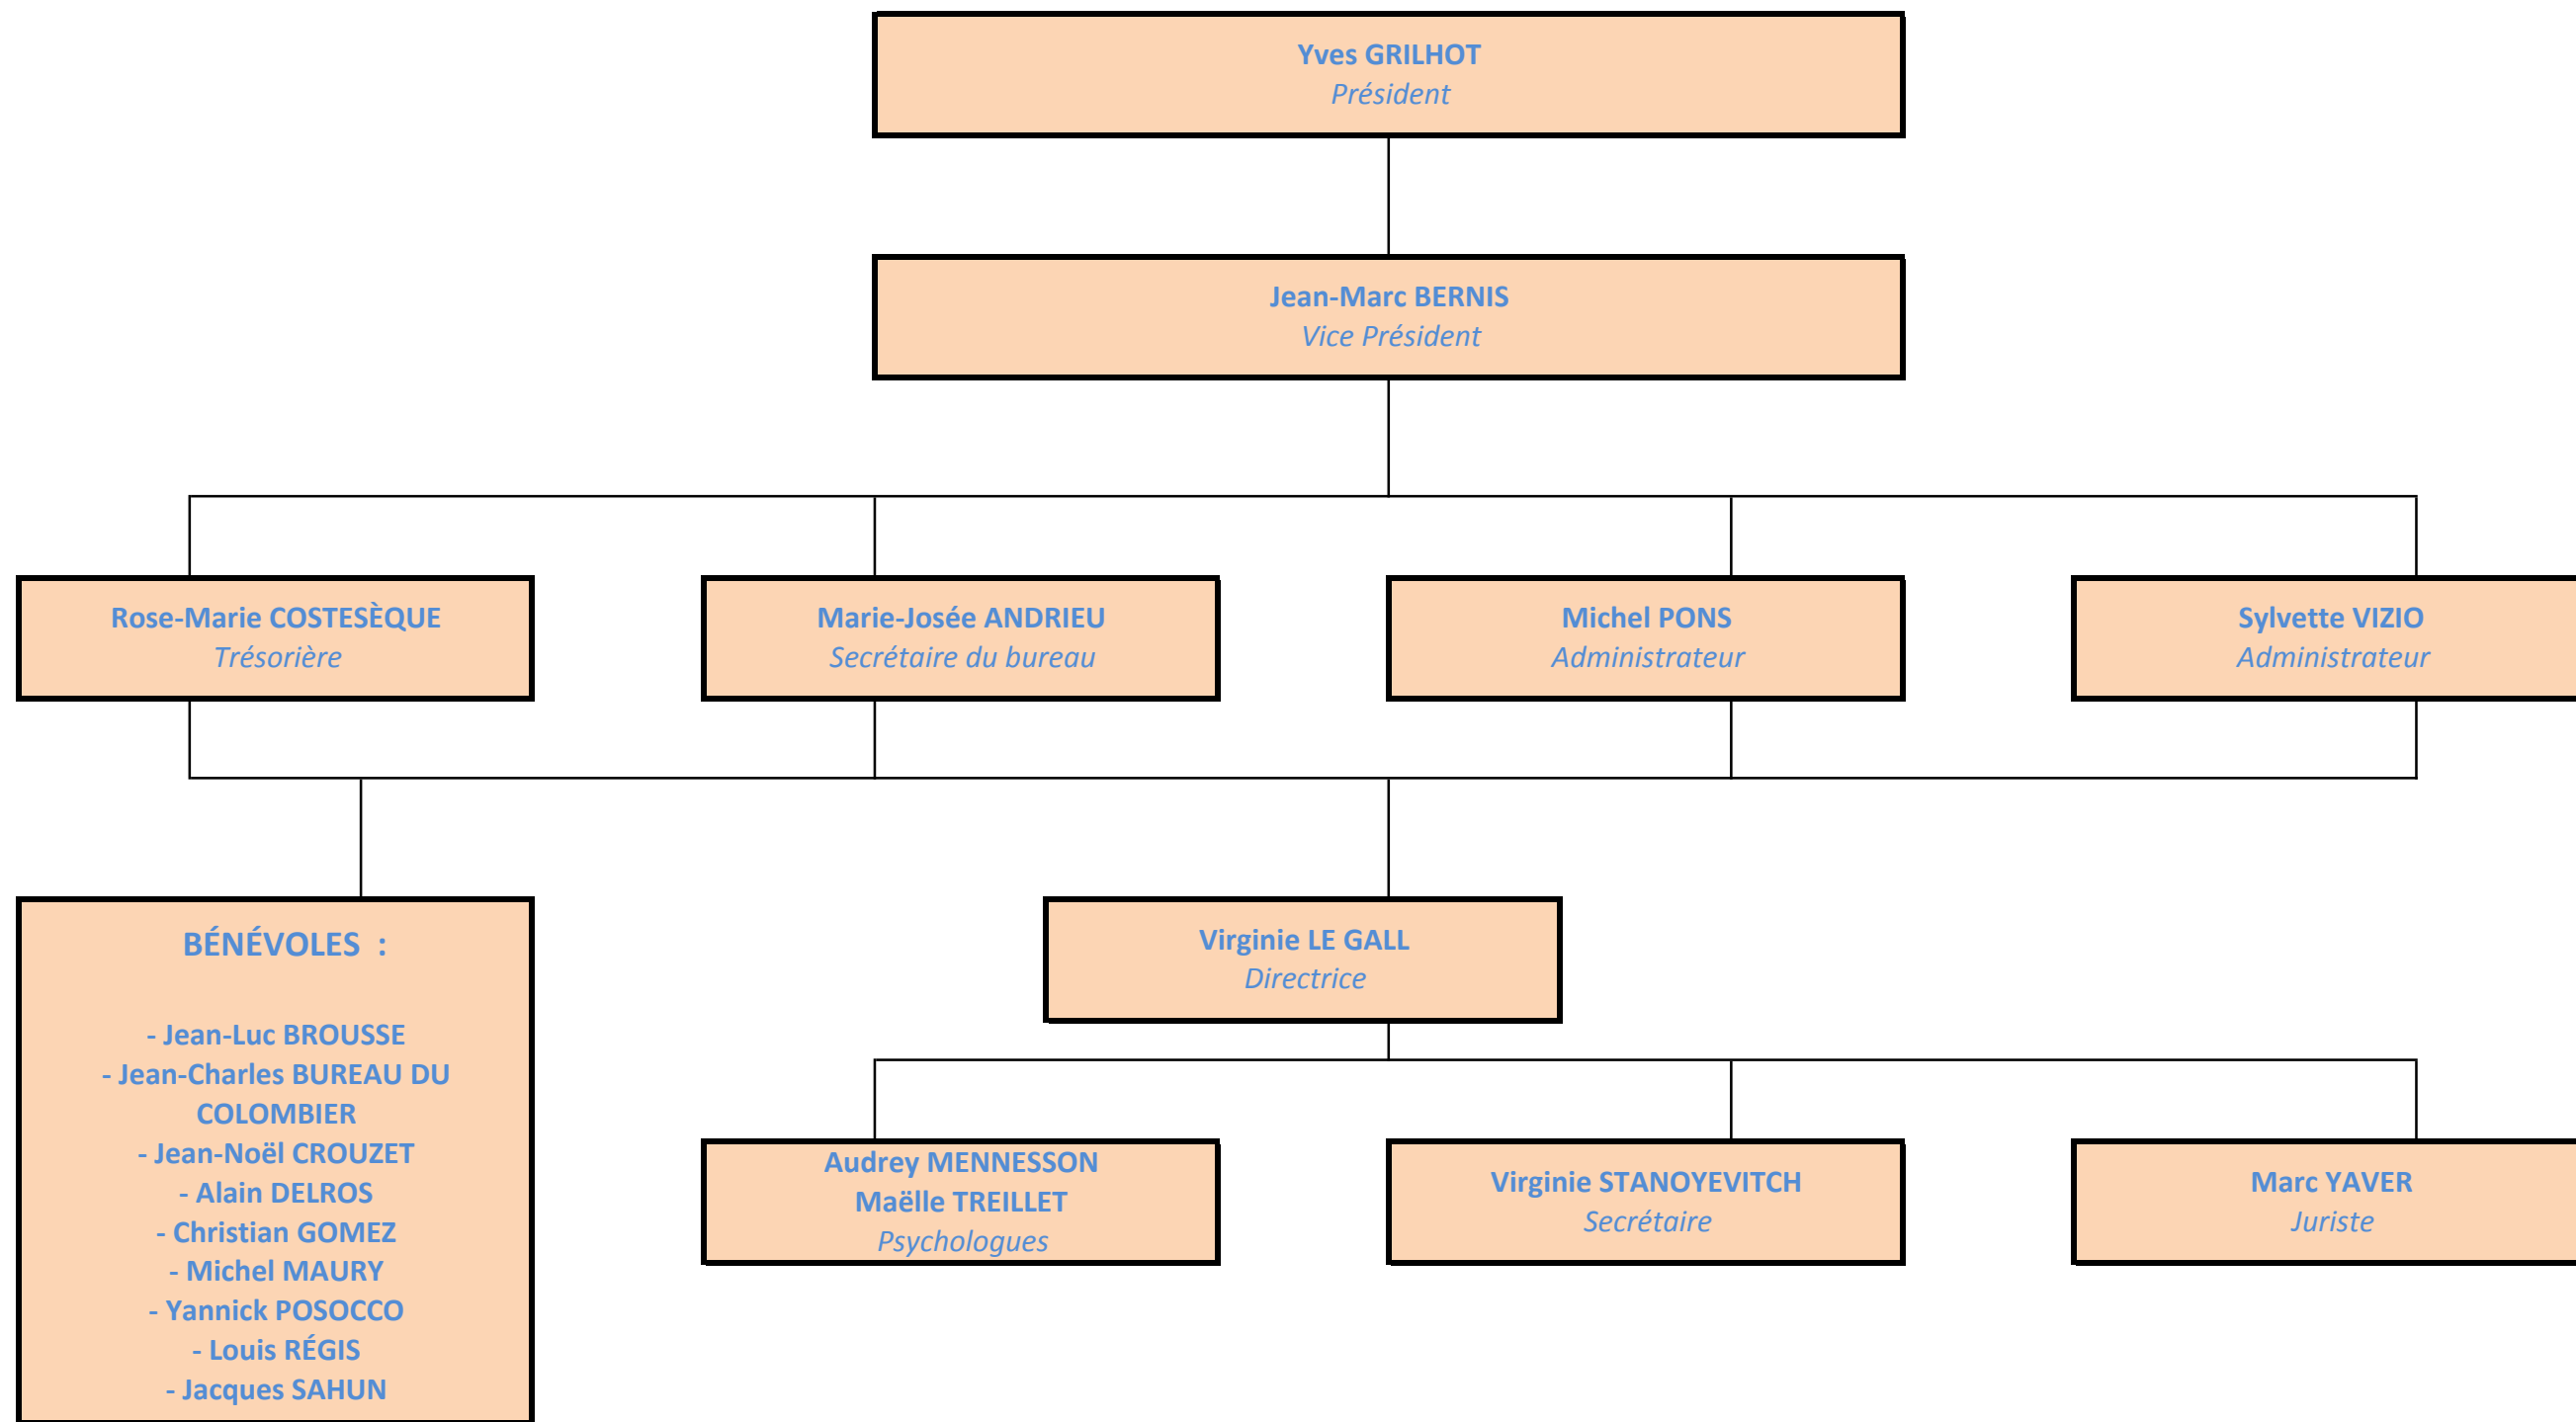 Yves GRILHOT
Président
Jean-Marc BERNIS
Vice Président
Rose-Marie COSTESÈQUE
Trésorière
Marie-Josée ANDRIEU
Secrétaire du bureau
Michel PONS
Administrateur
Sylvette VIZIO
Administrateur
BÉNÉVOLES  :
- Jean-Luc BROUSSE
- Jean-Charles BUREAU DU
COLOMBIER
- Jean-Noël CROUZET
- Alain DELROS
- Christian GOMEZ
- Michel MAURY
- Yannick POSOCCO
- Louis RÉGIS
- Jacques SAHUN
Virginie LE GALL
Directrice
Audrey MENNESSON
Maëlle TREILLET
Psychologues
Virginie STANOYEVITCH
Secrétaire
Marc YAVER
Juriste